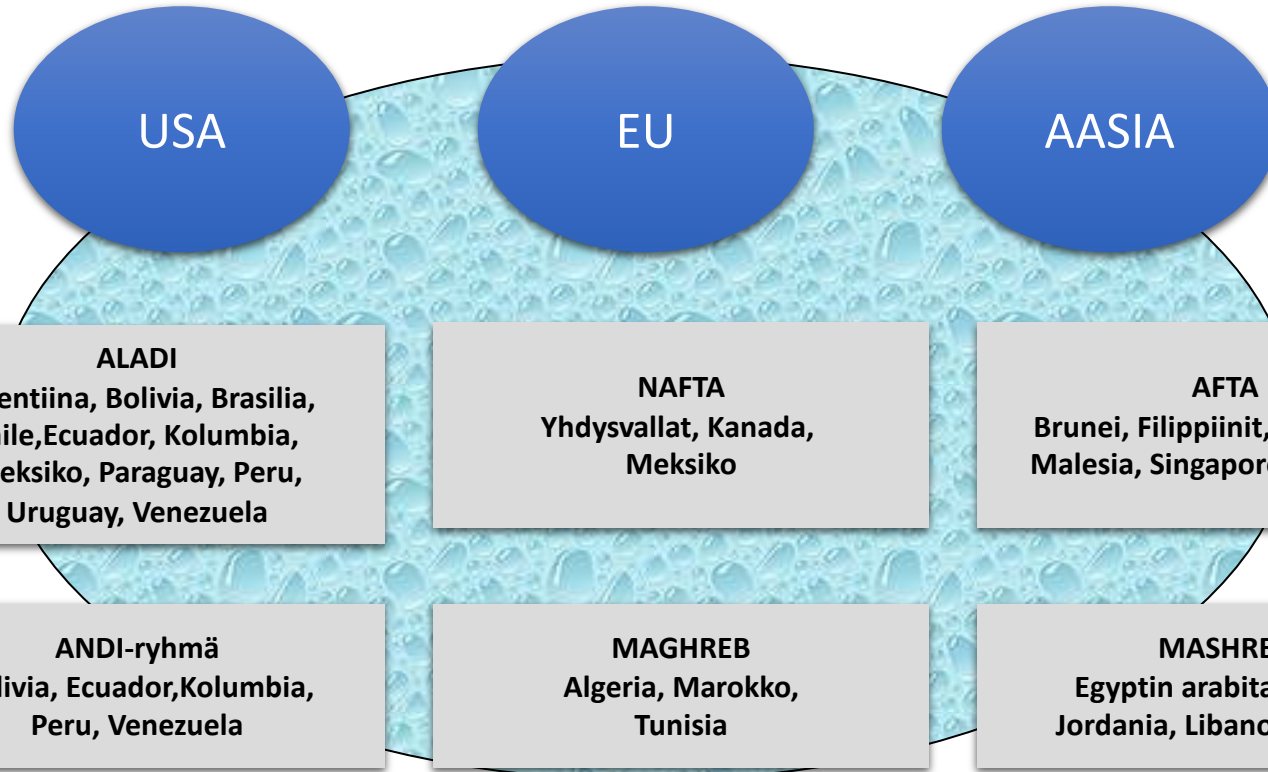 USA
EU
AASIA
ALADI
entiina, Bolivia, Brasilia,
ile,Ecuador, Kolumbia,
eksiko, Paraguay, Peru,
Uruguay, Venezuela
NAFTA
Yhdysvallat, Kanada,
Meksiko
AFTA
Brunei, Filippiinit,
Malesia, Singapor
ANDI-ryhmä
livia, Ecuador,Kolumbia,
Peru, Venezuela
MAGHREB
Algeria, Marokko,
Tunisia
MASHRE
Egyptin arabita
Jordania, Libano